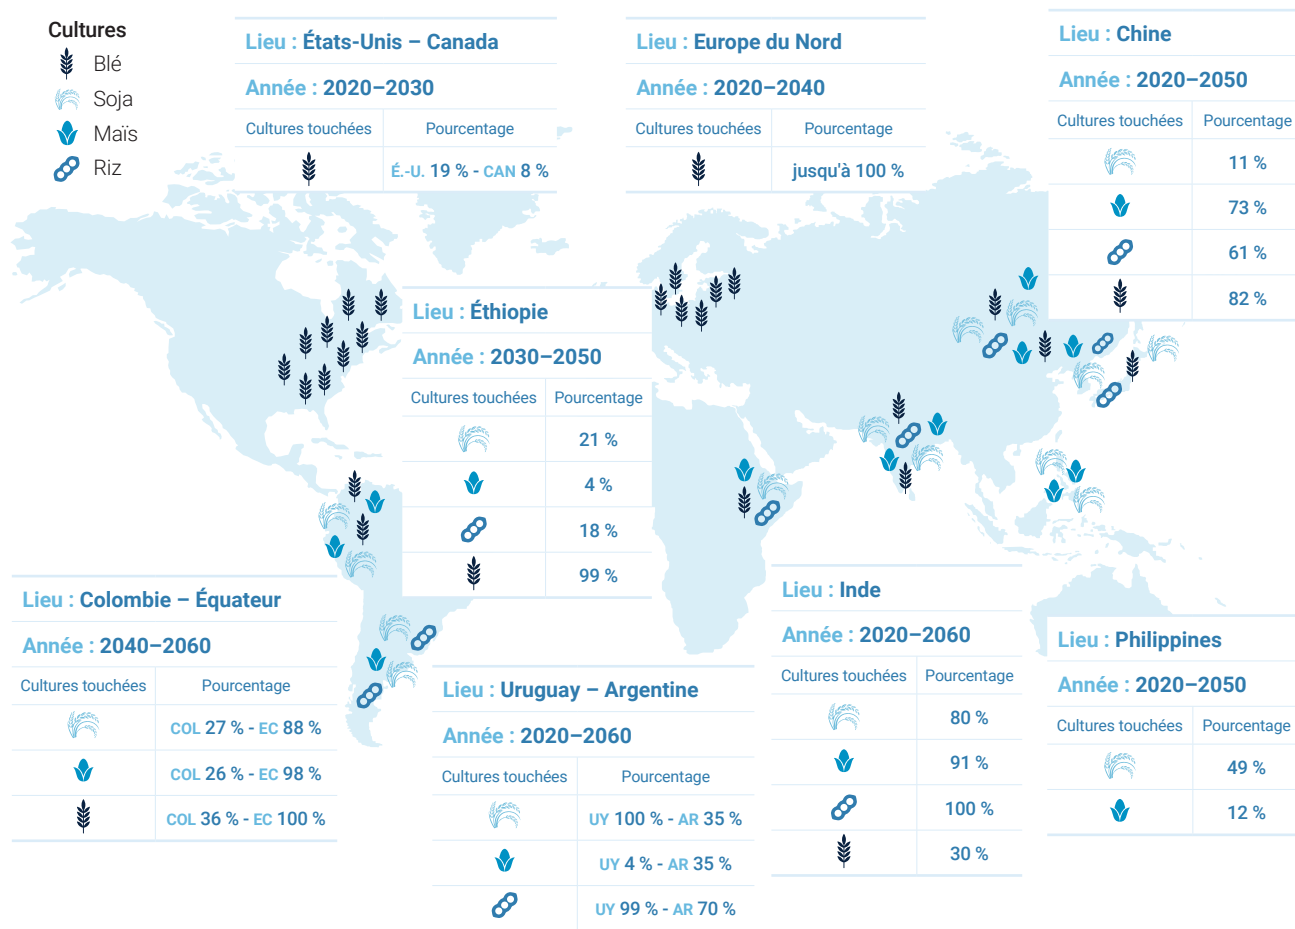 Cultures
Blé
Soja
Maïs
Riz
Lieu : États-Unis – Canada
Année : 2020–2030
Cultures touchées Pourcentage
É.-U. 19 % - CAN 8 %
Lieu : Europe du Nord
Année : 2020–2040
Cultures touchées Pourcentage
jusqu'à 100 %
Lieu : Chine
Année : 2020–2050
Cultures touchées Pourcentage
11 %
73 %
61 %
82 %
Lieu : Éthiopie
Année : 2030–2050
Cultures touchées Pourcentage
21 %
4 %
18 %
99 %
Lieu : Colombie – Équateur
Année : 2040–2060
Cultures touchées Pourcentage
COL 27 % - EC 88 %
COL 26 % - EC 98 %
COL 36 % - EC 100 %
Lieu : Uruguay – Argentine
Année : 2020–2060
Cultures touchées Pourcentage
UY 100 % - AR 35 %
UY 4 % - AR 35 %
UY 99 % - AR 70 %
Lieu : Inde
Année : 2020–2060
Cultures touchées Pourcentage
80 %
91 %
100 %
30 %
Lieu : Philippines
Année : 2020–2050
Cultures touchées Pourcentage
49 %
12 %